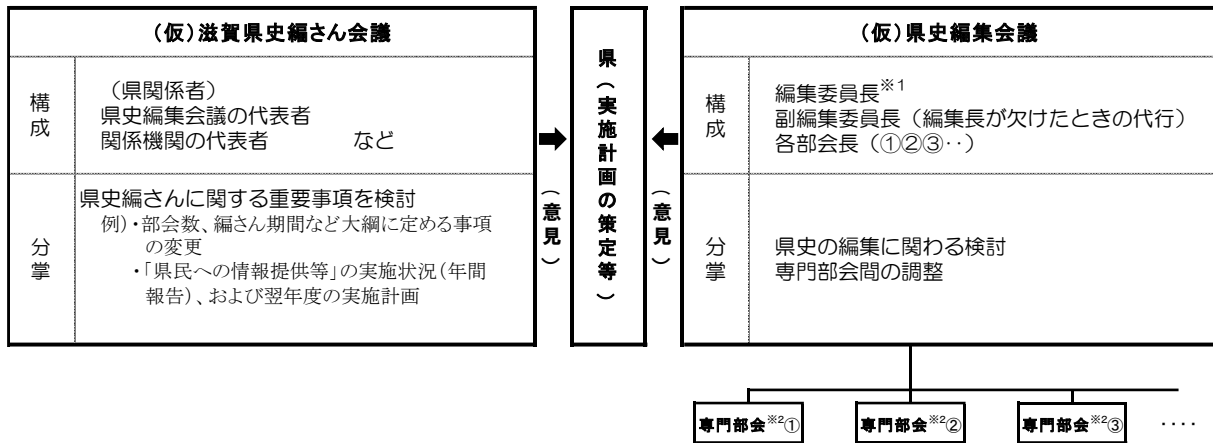 (仮)滋賀県史編さん会議
構成
(県関係者)
県史編集会議の代表者
関係機関の代表者 など
分掌
県史編さんに関する重要事項を検討
例)・部会数、編さん期間など大綱に定める事項
の変更
・「県民への情報提供等」の実施状況(年間
報告)、および翌年度の実施計画
(意見)
県(実施計画の策定等)
(意見)
(仮)県史編集会議
構成
編集委員長※1
副編集委員長(編集長が欠けたときの代行)
各部会長(①②③‥)
分掌
県史の編集に関わる検討
専門部会間の調整
専門部会※2①
専門部会※2②
専門部会※2③
‥‥